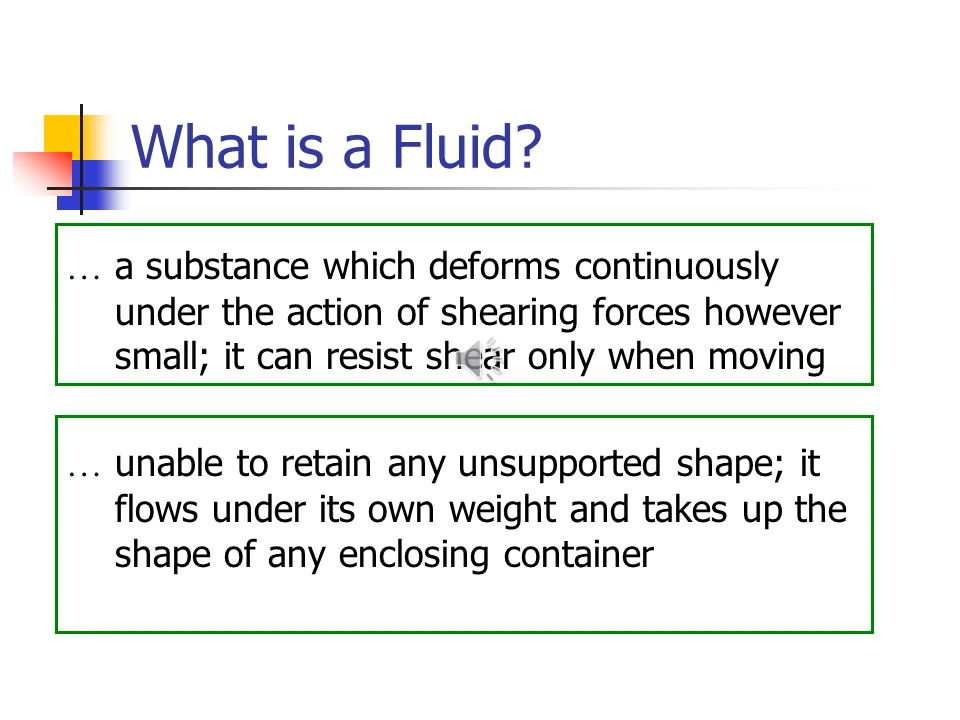 What is a Fluid?
… a substance which deforms continuously
under the action of shearing forces however
small; it can resist shear only when moving
… unable to retain any unsupported shape; it
flows under its own weight and takes up the
shape of any enclosing container